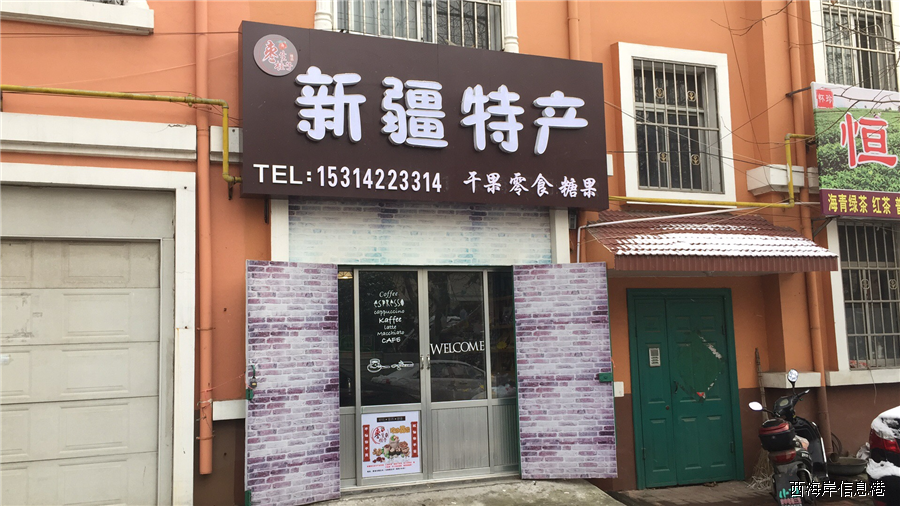 新疆特产
TEL:15314223314 干果 零食 糖果
Coffee
espresso
cappuccino
Kaffee
Latte
Macchiato
CAFE
WELCOME
恒
海青绿茶 红茶
西海岸信息港